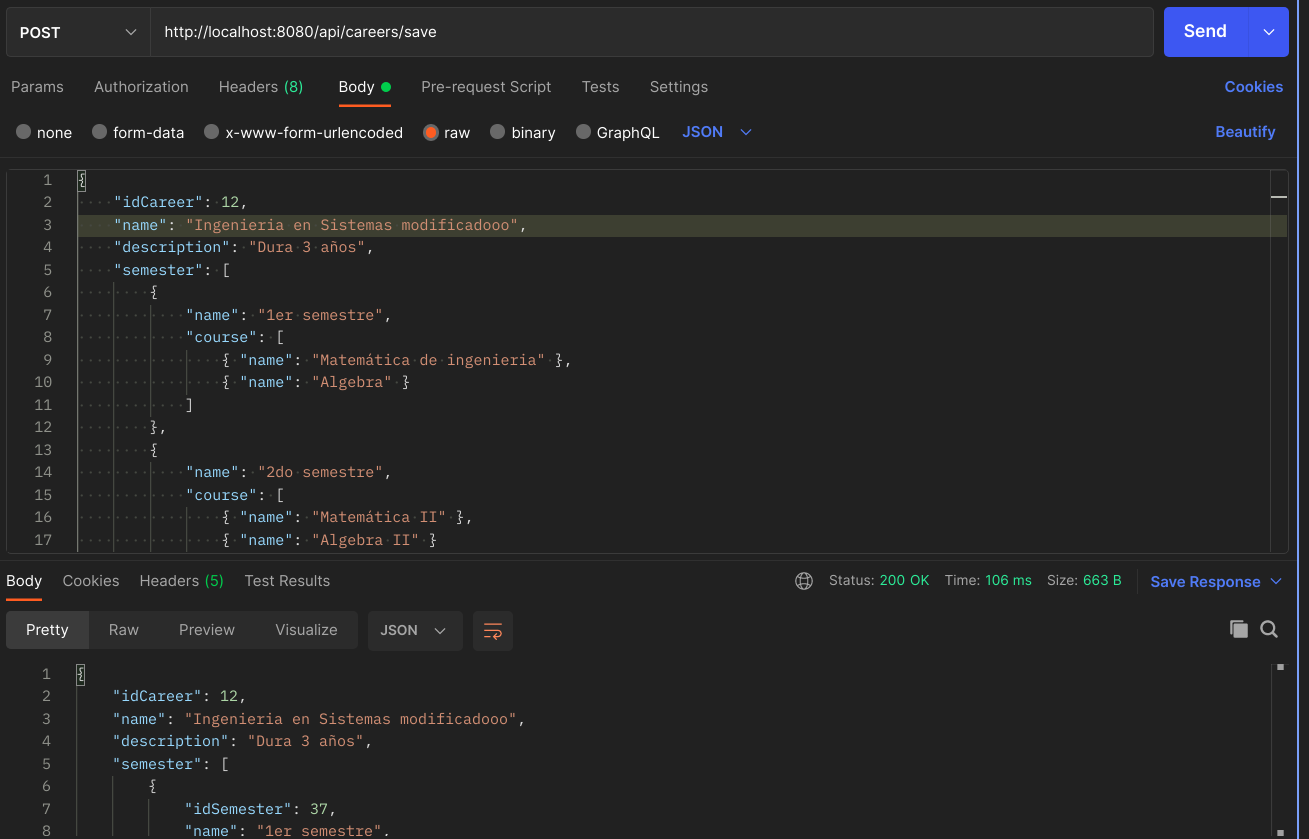 POST http://localhost:8080/api/careers/save Send
Params Authorization Headers (8) Body Pre-request Script Tests Settings Cookies
none form-data x-www-form-urlencoded raw binary GraphQL JSON Beautify
1 {
2 "idCareer": 12,
3 "name": "Ingenieria en Sistemas modificadooo",
4 "description": "Dura 3 años",
5 "semester": [
6 {
7 "name": "1er semestre",
8 "course": [
9 { "name": "Matemática de ingenieria" },
10 { "name": "Algebra" }
11 ]
12 },
13 {
14 "name": "2do semestre",
15 "course": [
16 { "name": "Matemática II" },
17 { "name": "Algebra II" }
Body Cookies Headers (5) Test Results Status: 200 OK Time: 106 ms Size: 663 B Save Response
Pretty Raw Preview Visualize JSON
1 {
2 "idCareer": 12,
3 "name": "Ingenieria en Sistemas modificadooo",
4 "description": "Dura 3 años",
5 "semester": [
6 {
7 "idSemester": 37,
8 "name": "1er semestre",